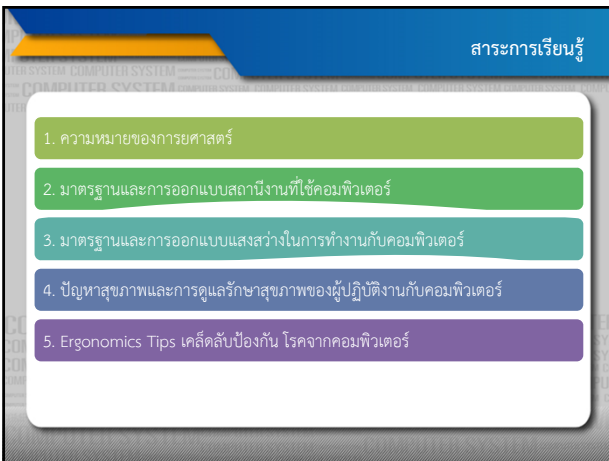 สาระการเรียนรู้
COMPUTER SYSTEM
COMPUTER SYSTEM
1. ความหมายของการยศาสตร์
2. มาตรฐานและการออกแบบสถานีงานที่ใช้คอมพิวเตอร์
3. มาตรฐานและการออกแบบแสงสว่างในการทำงานกับคอมพิวเตอร์
4. ปัญหาสุขภาพและการดูแลรักษาสุขภาพของผู้ปฏิบัติงานกับคอมพิวเตอร์
5. Ergonomics Tips เคล็ดลับป้องกัน โรคจากคอมพิวเตอร์
COMPUTER SYSTEM